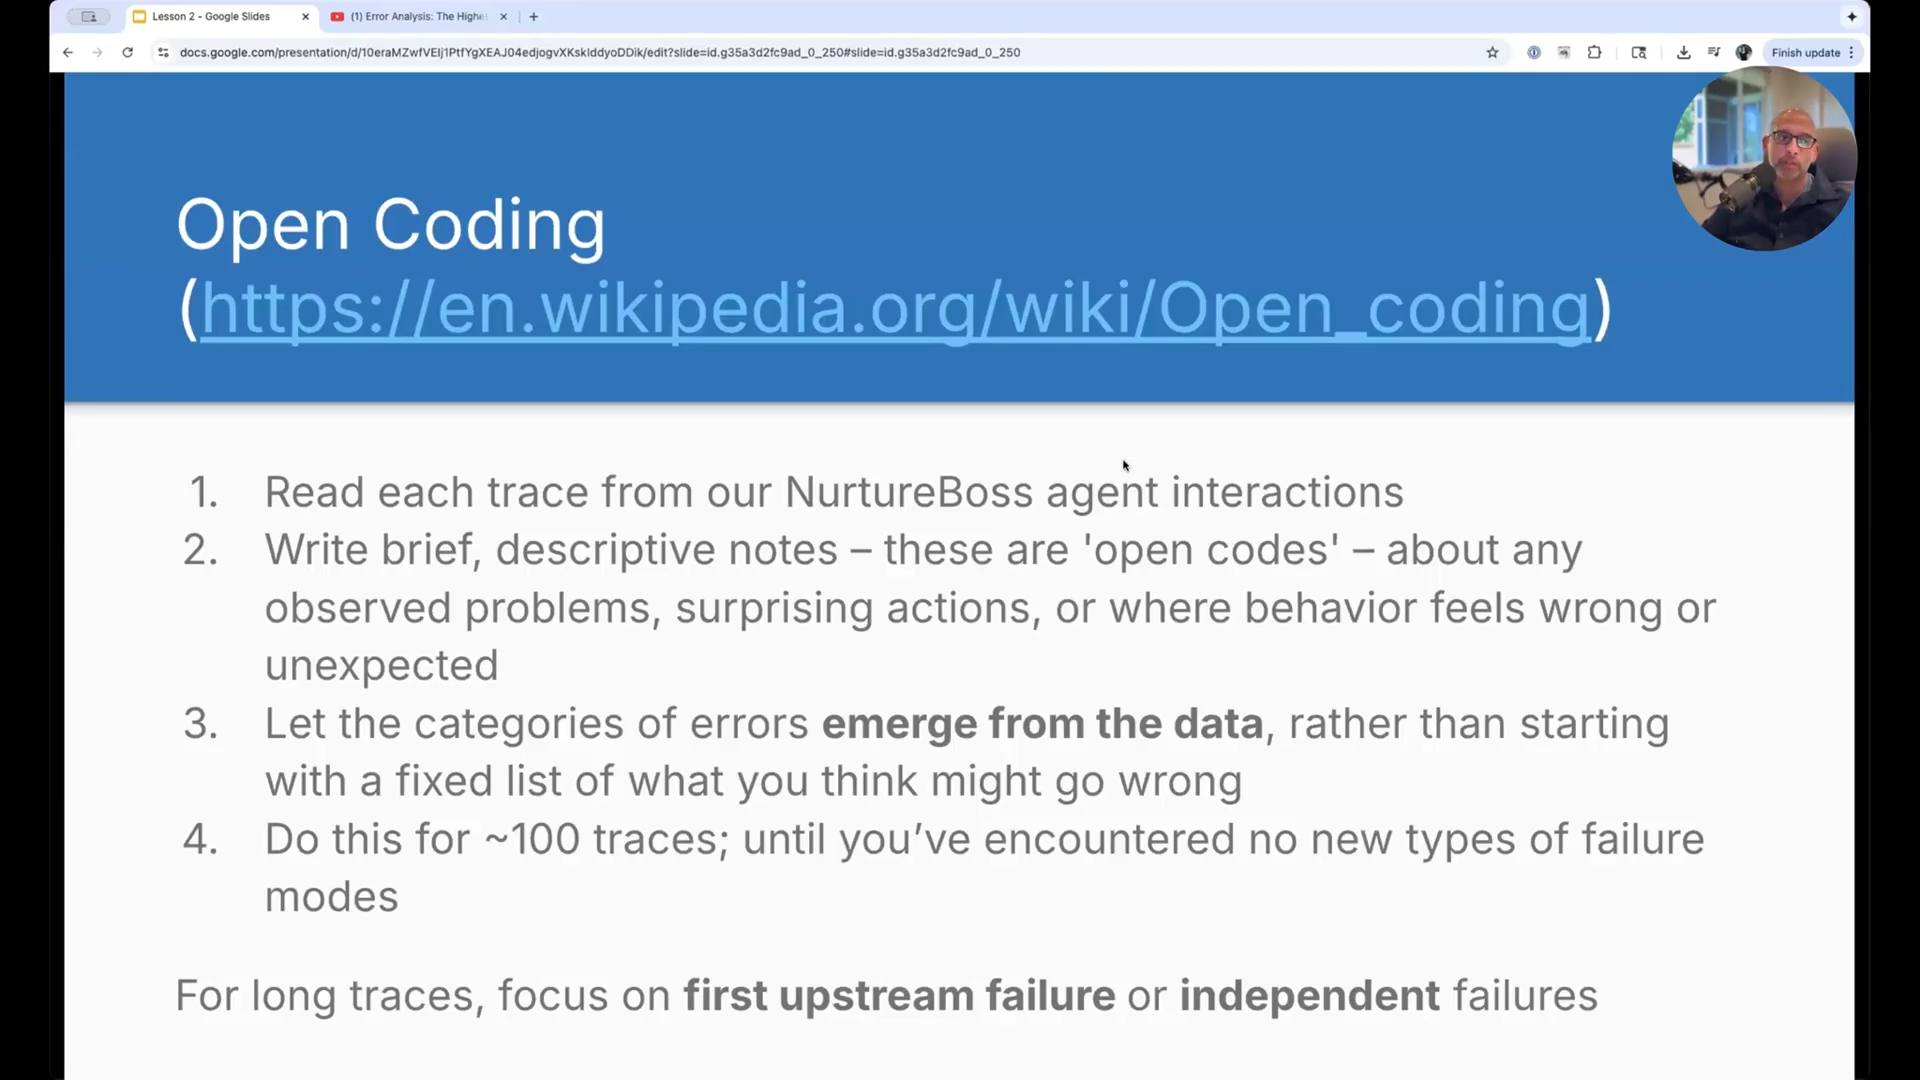 Lesson 2 - Google Slides
(1) Error Analysis: The Highe
docs.google.com/presentation/d/10eraMZwfVEIj1PtfYgXEAJ04edjogvXKskIddyoDDik/edit?slide=id.g35a3d2fc9ad_0_250#slide=id.g35a3d2fc9ad_0_250
Finish update
Open Coding
(https://en.wikipedia.org/wiki/Open_coding)
1. Read each trace from our NurtureBoss agent interactions
2. Write brief, descriptive notes – these are 'open codes' – about any
observed problems, surprising actions, or where behavior feels wrong or
unexpected
3. Let the categories of errors emerge from the data, rather than starting
with a fixed list of what you think might go wrong
4. Do this for ~100 traces; until you’ve encountered no new types of failure
modes
For long traces, focus on first upstream failure or independent failures